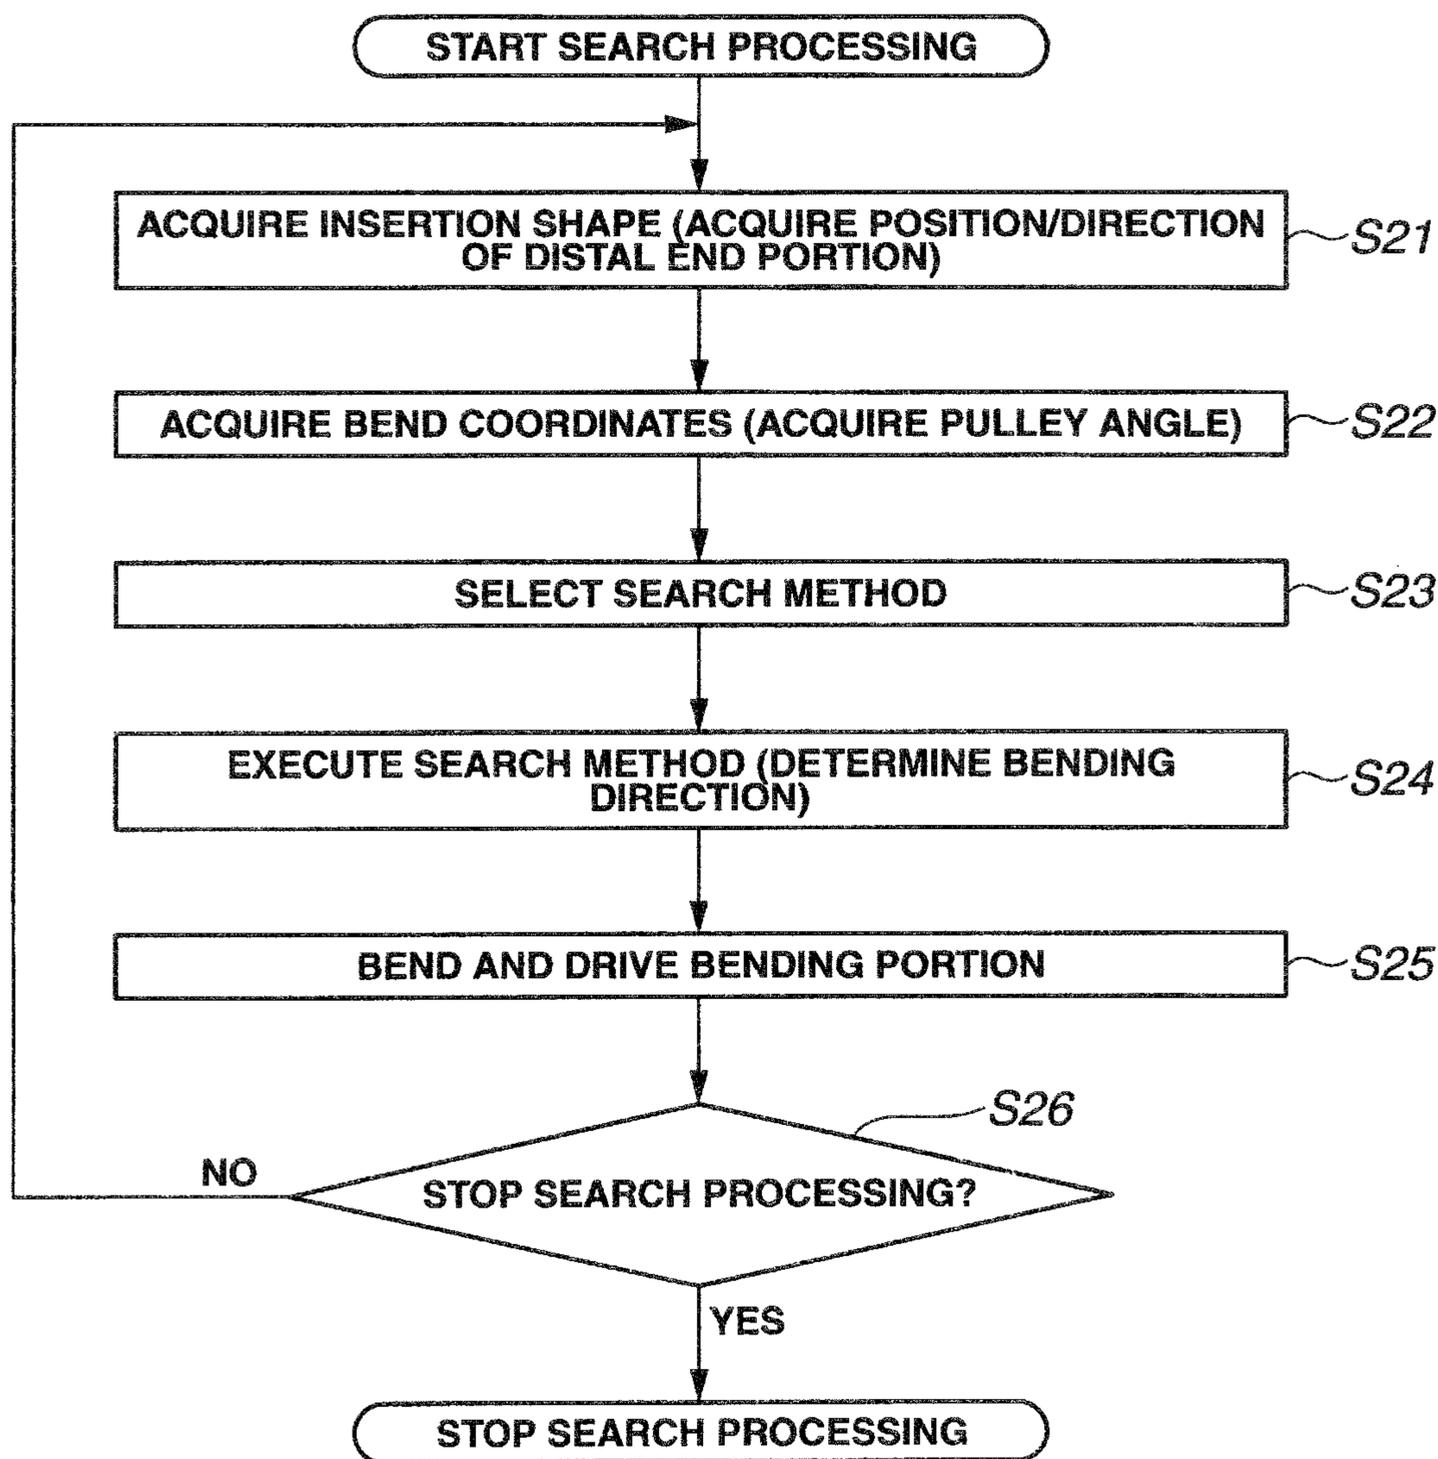 START SEARCH PROCESSING
ACQUIRE INSERTION SHAPE (ACQUIRE POSITION/DIRECTION
OF DISTAL END PORTION)
S21
ACQUIRE BEND COORDINATES (ACQUIRE PULLEY ANGLE)
S22
SELECT SEARCH METHOD
S23
EXECUTE SEARCH METHOD (DETERMINE BENDING
DIRECTION)
S24
BEND AND DRIVE BENDING PORTION
S25
S26
NO
STOP SEARCH PROCESSING?
YES
STOP SEARCH PROCESSING